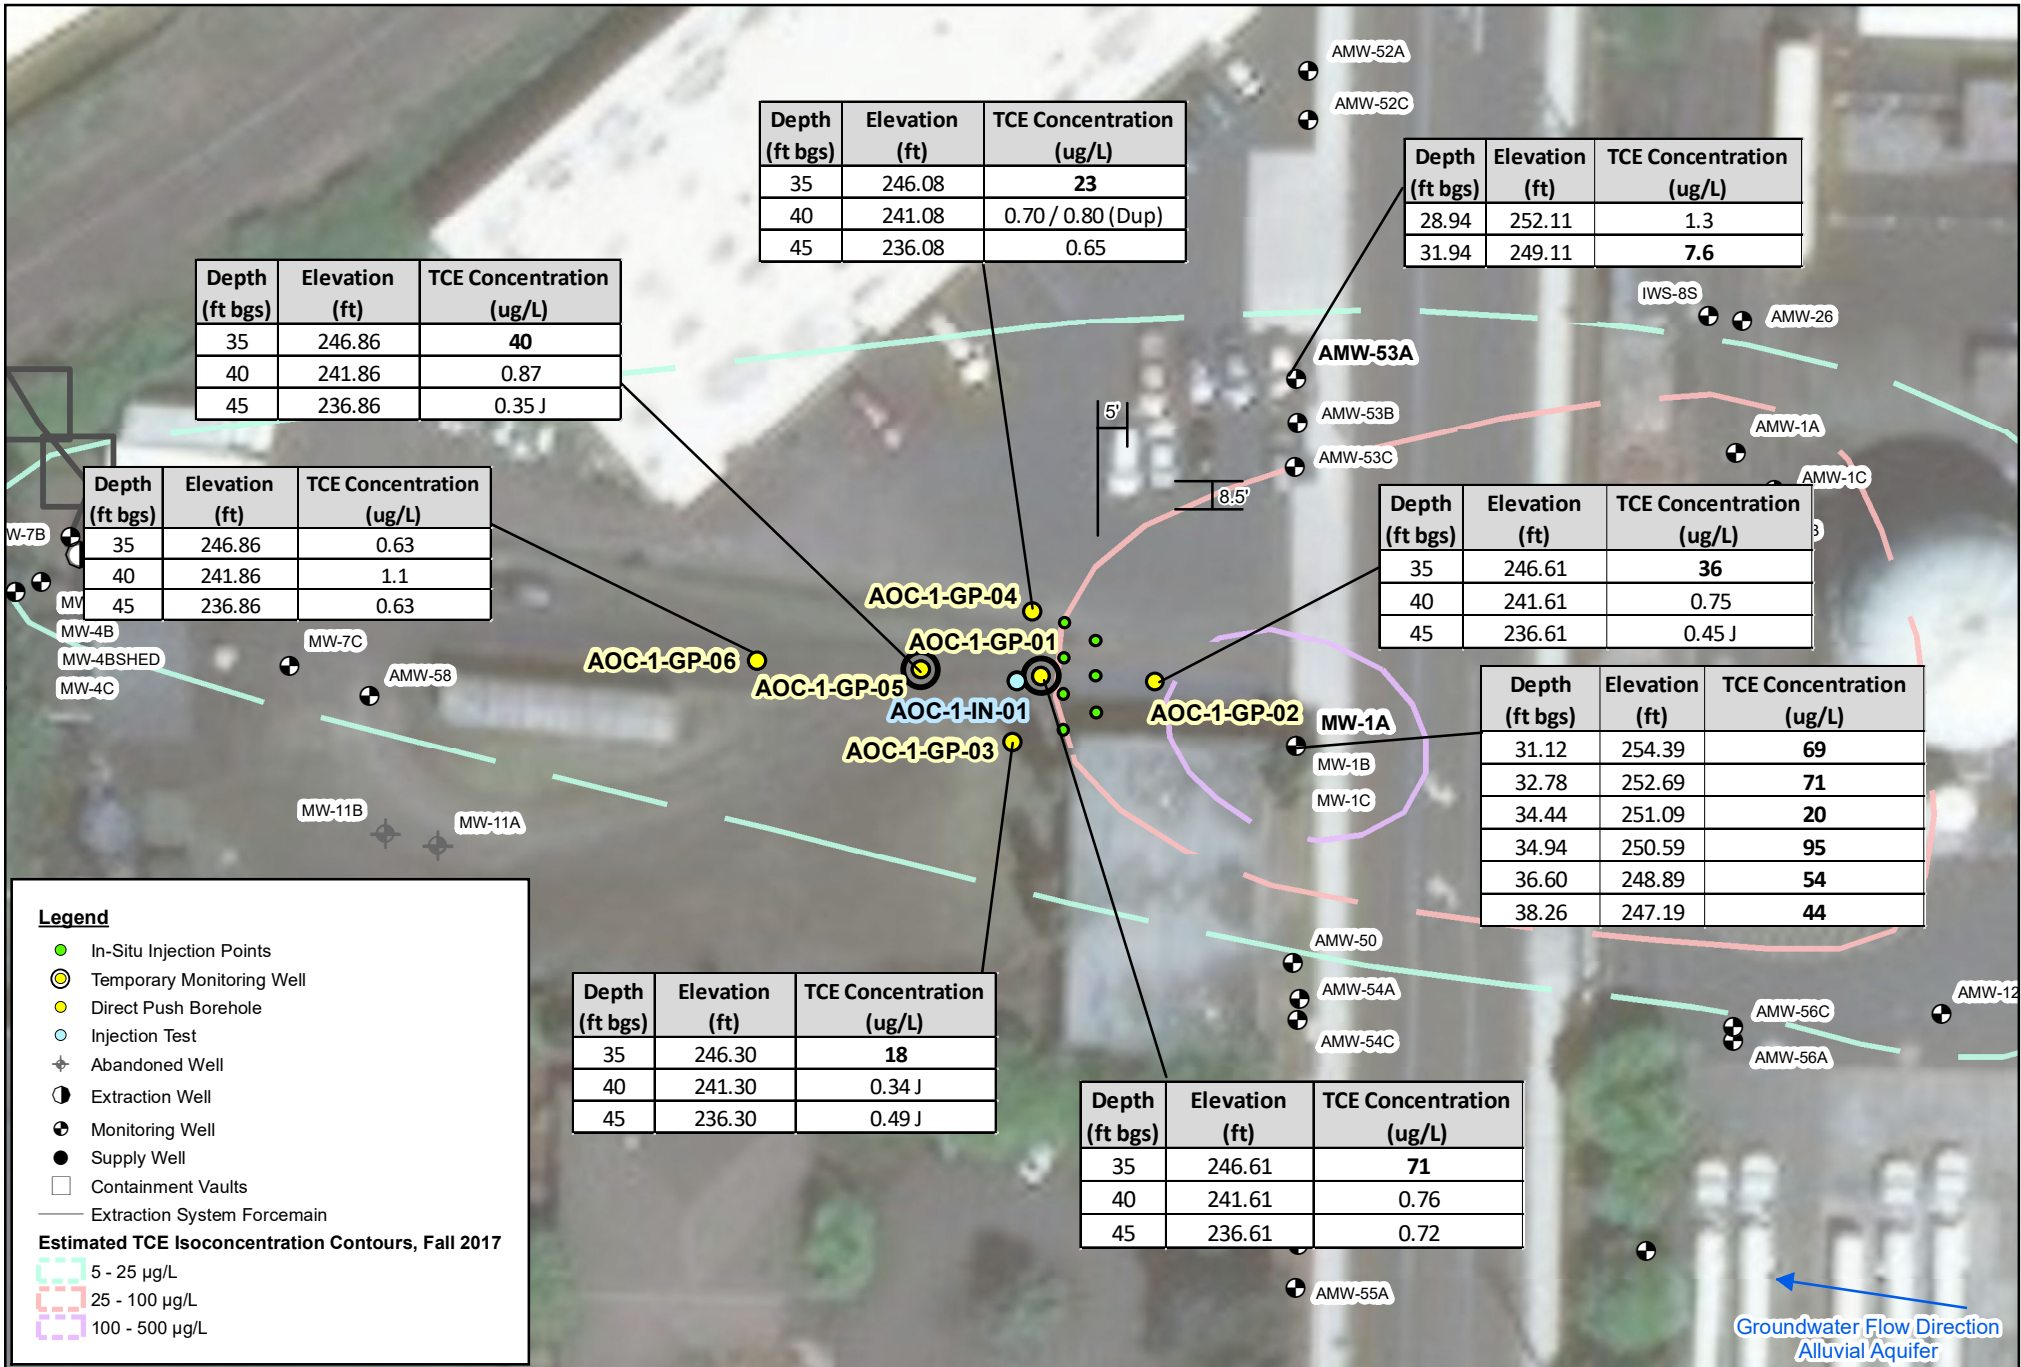 AMW-52A
AMW-52C
Depth Elevation TCE Concentration
(ft bgs) (ft) (ug/L)
35 246.08 23
40 241.08 0.70 / 0.80 (Dup)
45 236.08 0.65
Depth Elevation TCE Concentration
(ft bgs) (ft) (ug/L)
28.94 252.11 1.3
31.94 249.11 7.6
Depth Elevation TCE Concentration
(ft bgs) (ft) (ug/L)
35 246.86 40
40 241.86 0.87
45 236.86 0.35 J
IWS-8S
AMW-26
AMW-53A
5'
AMW-53B
AMW-53C
AMW-1A
AMW-1C
8.5'
Depth Elevation TCE Concentration
(ft bgs) (ft) (ug/L)
35 246.86 0.63
40 241.86 1.1
45 236.86 0.63
Depth Elevation TCE Concentration
(ft bgs) (ft) (ug/L)
35 246.61 36
40 241.61 0.75
45 236.61 0.45 J
W-7B
MW
MW-4B
MW-4BSHED
MW-4C
MW-7C
AMW-58
AOC-1-GP-04
AOC-1-GP-01
AOC-1-GP-06
AOC-1-GP-05
AOC-1-IN-01
AOC-1-GP-02
AOC-1-GP-03
MW-1A
MW-1B
MW-1C
Depth Elevation TCE Concentration
(ft bgs) (ft) (ug/L)
31.12 254.39 69
32.78 252.69 71
34.44 251.09 20
34.94 250.59 95
36.60 248.89 54
38.26 247.19 44
MW-11B
MW-11A
AMW-50
AMW-54A
AMW-54C
AMW-56C
AMW-56A
AMW-12
Depth Elevation TCE Concentration
(ft bgs) (ft) (ug/L)
35 246.30 18
40 241.30 0.34 J
45 236.30 0.49 J
Depth Elevation TCE Concentration
(ft bgs) (ft) (ug/L)
35 246.61 71
40 241.61 0.76
45 236.61 0.72
AMW-55A
Legend
In-Situ Injection Points
Temporary Monitoring Well
Direct Push Borehole
Injection Test
Abandoned Well
Extraction Well
Monitoring Well
Supply Well
Containment Vaults
Extraction System Forcemain
Estimated TCE Isoconcentration Contours, Fall 2017
5 - 25 µg/L
25 - 100 µg/L
100 - 500 µg/L
Groundwater Flow Direction
Alluvial Aquifer